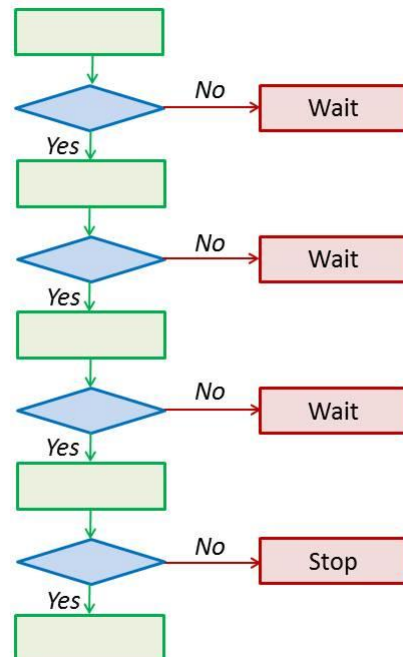 No
Wait
Yes
No
Wait
Yes
No
Wait
Yes
No
Stop
Yes